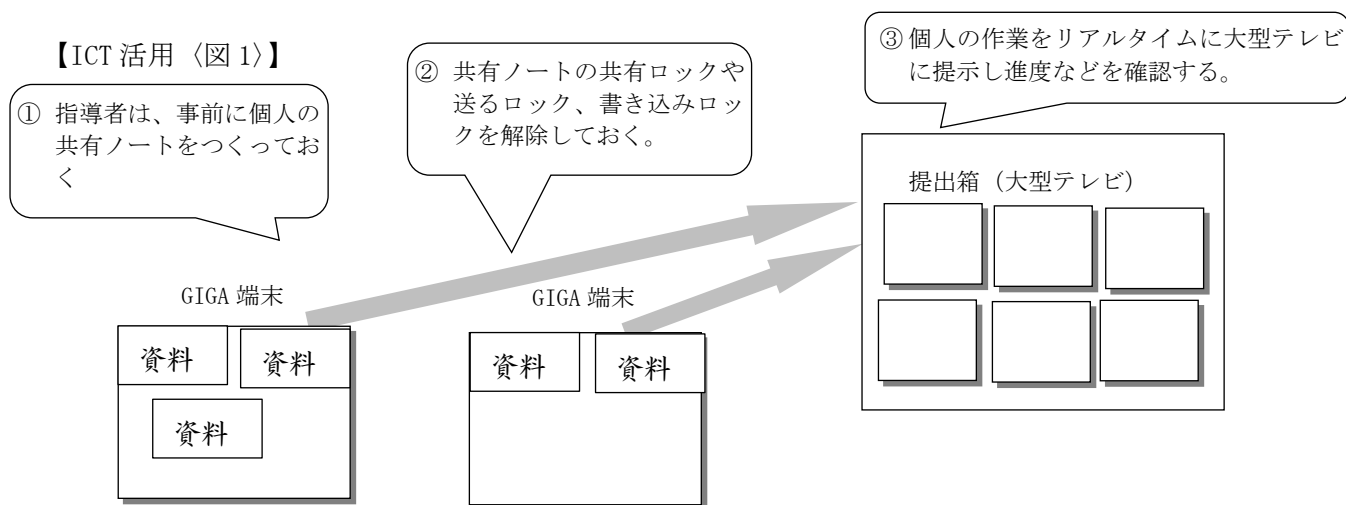 【ICT 活用〈図 1〉】
① 指導者は、事前に個人の
共有ノートをつくってお
く
② 共有ノートの共有ロックや
送るロック、書き込みロッ
クを解除しておく。
③ 個人の作業をリアルタイムに大型テレビ
に提示し進度などを確認する。
提出箱（大型テレビ）
GIGA 端末
資料
資料
資料
GIGA 端末
資料
資料